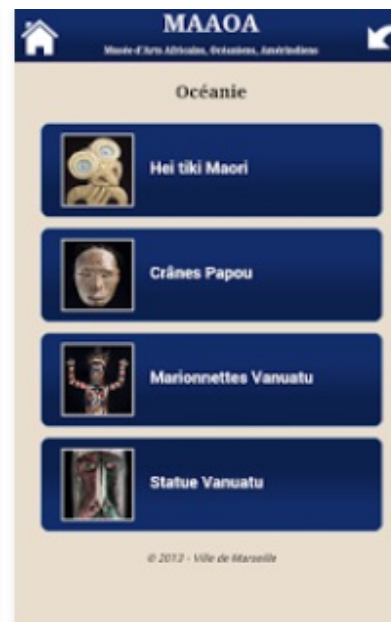 MAAOA
Musée d'Arts Africains, Océaniens, Amérindiens
Océanie
Hei tiki Maori
Crânes Papou
Marionnettes Vanuatu
Statue Vanuatu
© 2013 - Ville de Marseille